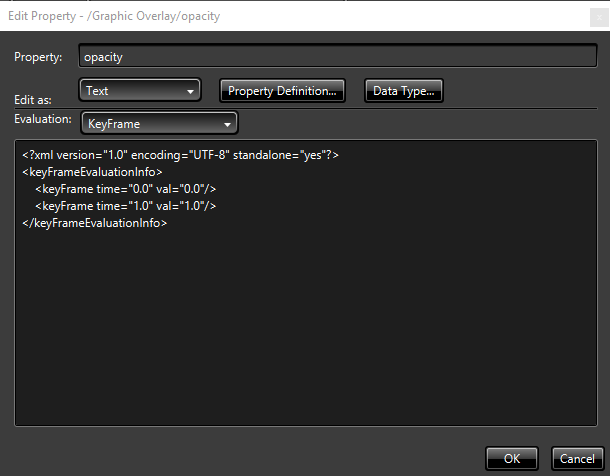 Edit Property - /Graphic Overlay/opacity
Property: opacity
Edit as: Text Property Definition... Data Type...
Evaluation: KeyFrame
<?xml version="1.0" encoding="UTF-8" standalone="yes"?>
<keyFrameEvaluationInfo>
    <keyFrame time="0.0" val="0.0"/>
    <keyFrame time="1.0" val="1.0"/>
</keyFrameEvaluationInfo>
OK Cancel